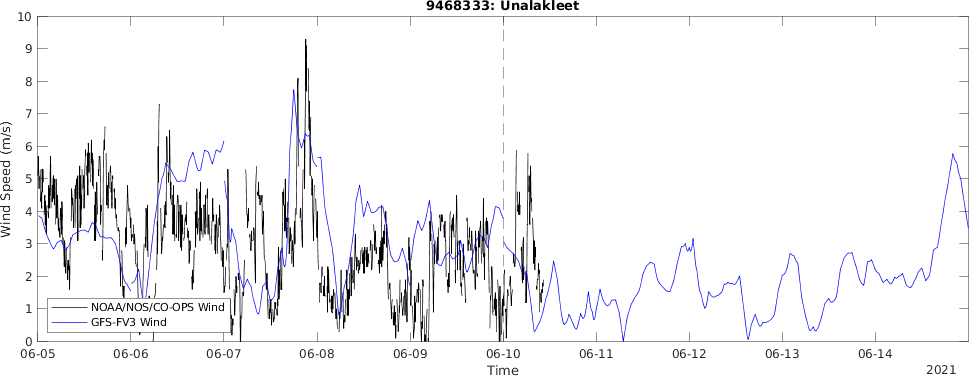 9468333: Unalakleet
Wind Speed (m/s)
10
9
8
7
6
5
4
3
2
1
0
NOAA/NOS/CO-OPS Wind
GFS-FV3 Wind
06-05 06-06 06-07 06-08 06-09 06-10 06-11 06-12 06-13 06-14
Time
2021